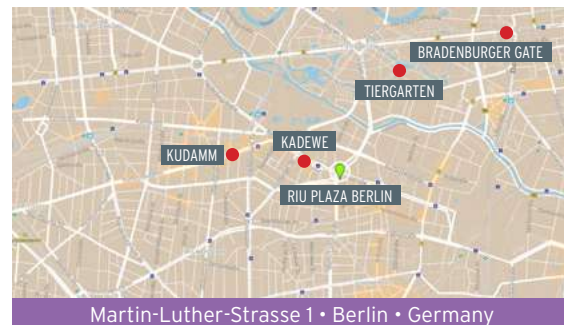 BRADENBURGER GATE
TIERGARTEN
KADEWE
KUDAMM
RIU PLAZA BERLIN
Martin-Luther-Strasse 1 • Berlin • Germany